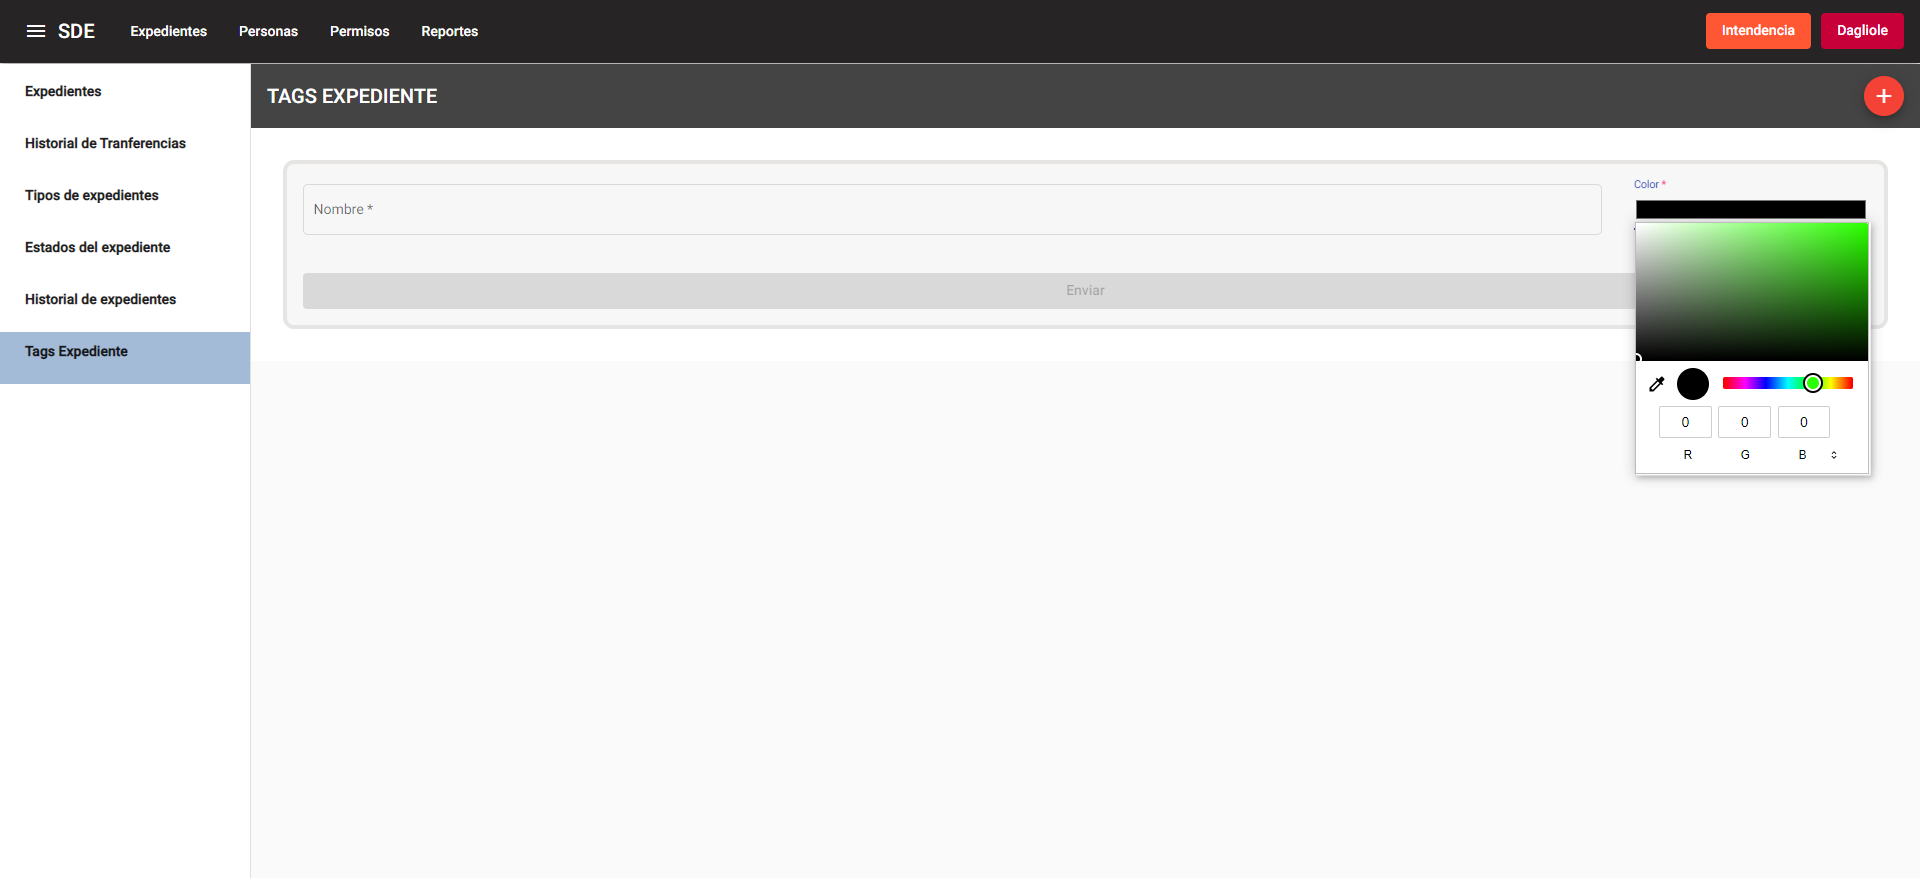 SDE Expedientes Personas Permisos Reportes Intendencia Dagliole
Expedientes
Historial de Tranferencias
Tipos de expedientes
Estados del expediente
Historial de expedientes
Tags Expediente
TAGS EXPEDIENTE
+
Nombre *
Color *
Enviar
0 0 0
R G B